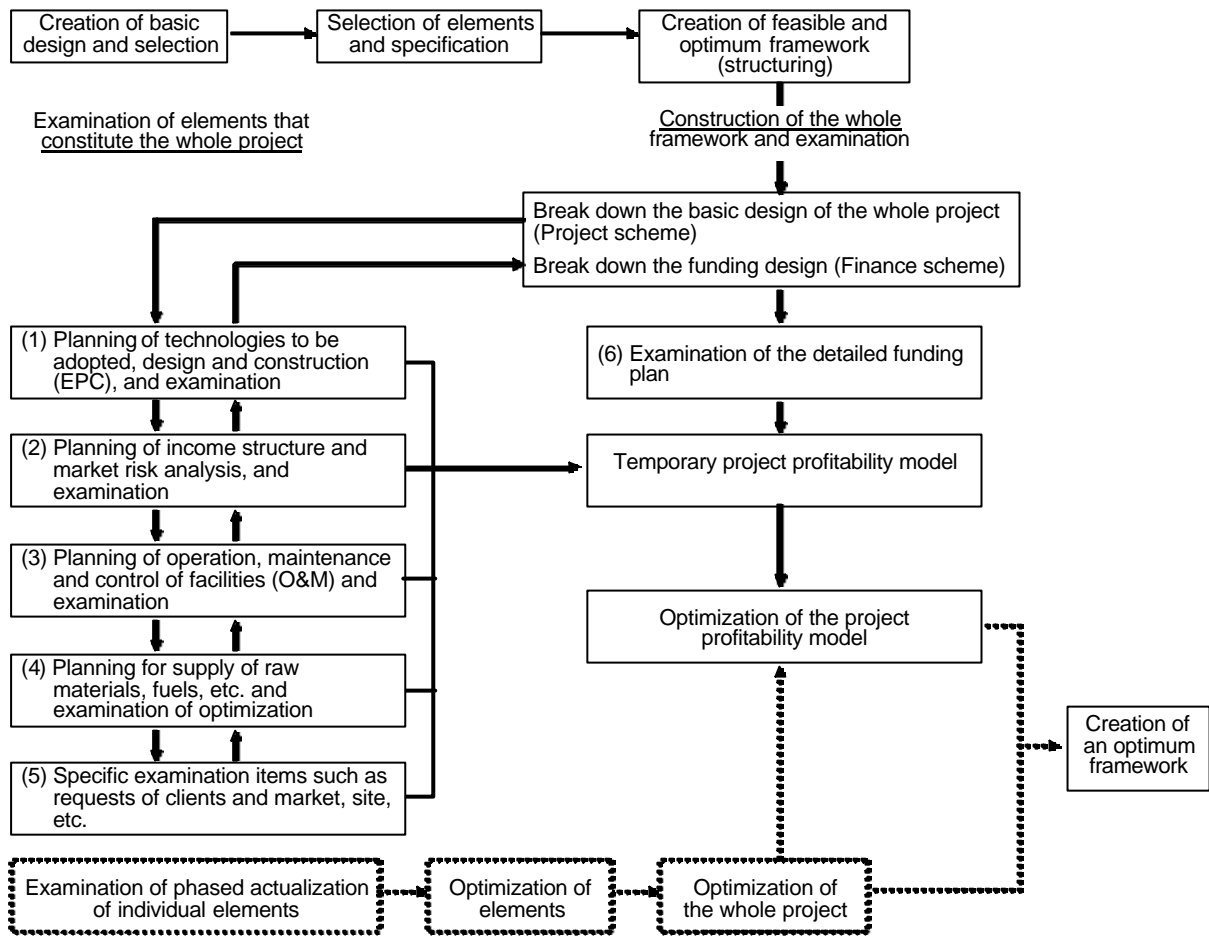 Creation of basic
design and selection
Selection of elements
and specification
Creation of feasible and
optimum framework
(structuring)
Examination of elements that
constitute the whole project
Construction of the whole
framework and examination
Break down the basic design of the whole project
(Project scheme)
Break down the funding design (Finance scheme)
(1) Planning of technologies to be
adopted, design and construction
(EPC), and examination
(6) Examination of the detailed funding
plan
(2) Planning of income structure and
market risk analysis, and
examination
Temporary project profitability model
(3) Planning of operation, maintenance
and control of facilities (O&M) and
examination
Optimization of the project
profitability model
(4) Planning for supply of raw
materials, fuels, etc. and
examination of optimization
Creation of
an optimum
framework
(5) Specific examination items such as
requests of clients and market, site,
etc.
Examination of phased actualization
of individual elements
Optimization of
elements
Optimization of
the whole project